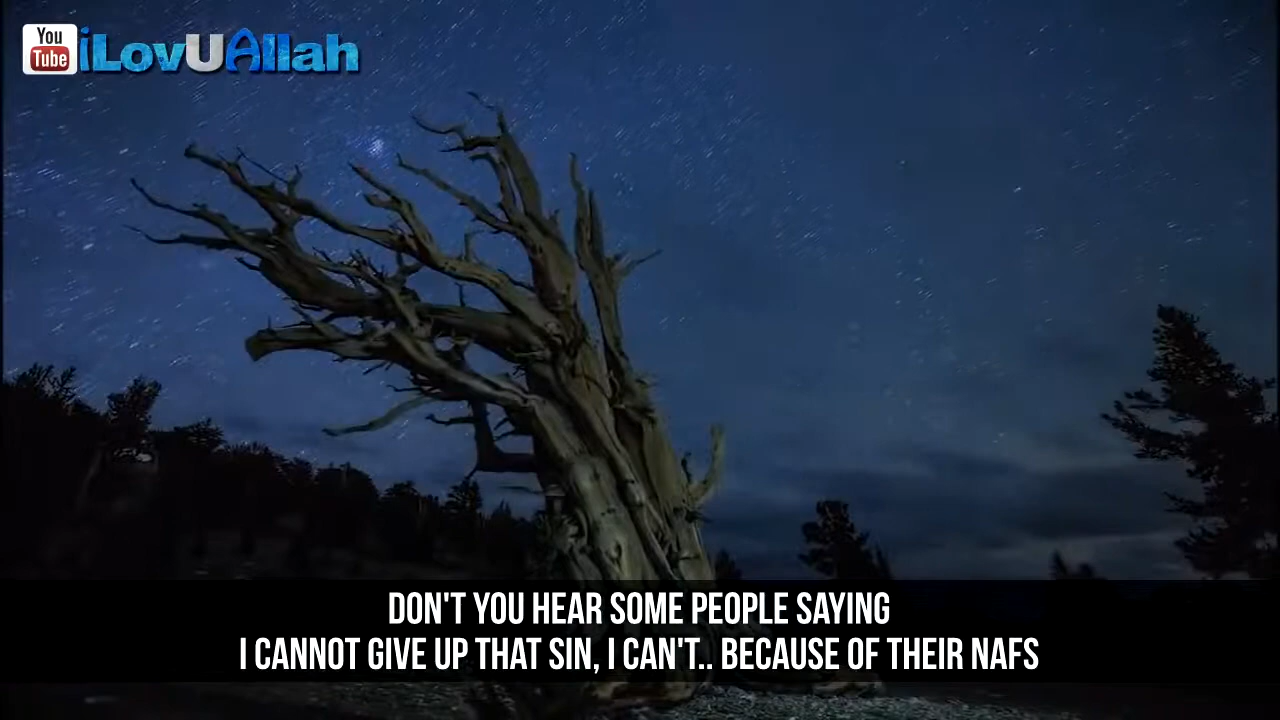 You
Tube
iLovUAllah
DON'T YOU HEAR SOME PEOPLE SAYING
I CANNOT GIVE UP THAT SIN, I CAN'T.. BECAUSE OF THEIR NAFS